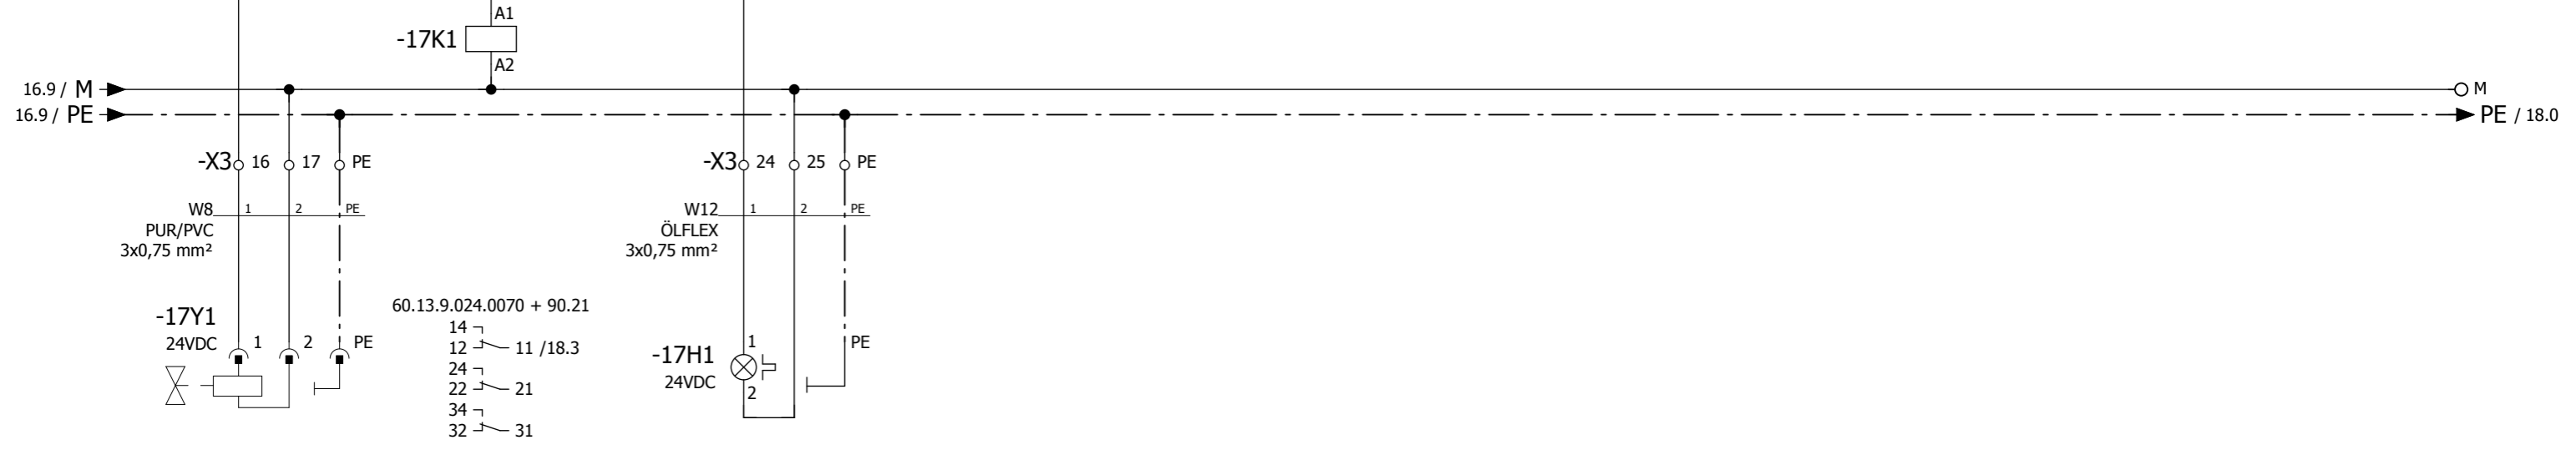 A1
-17K1
A2
16.9 / M
M
16.9 / PE
PE / 18.0
-X3 16 17 PE
-X3 24 25 PE
W8 1 2 PE
PUR/PVC
3x0,75 mm²
W12 1 2 PE
ÖLFLEX
3x0,75 mm²
-17Y1
24VDC
1 2 PE
60.13.9.024.0070 + 90.21
14
12 11 /18.3
24
22 21
34
32 31
-17H1
24VDC
1
2
PE